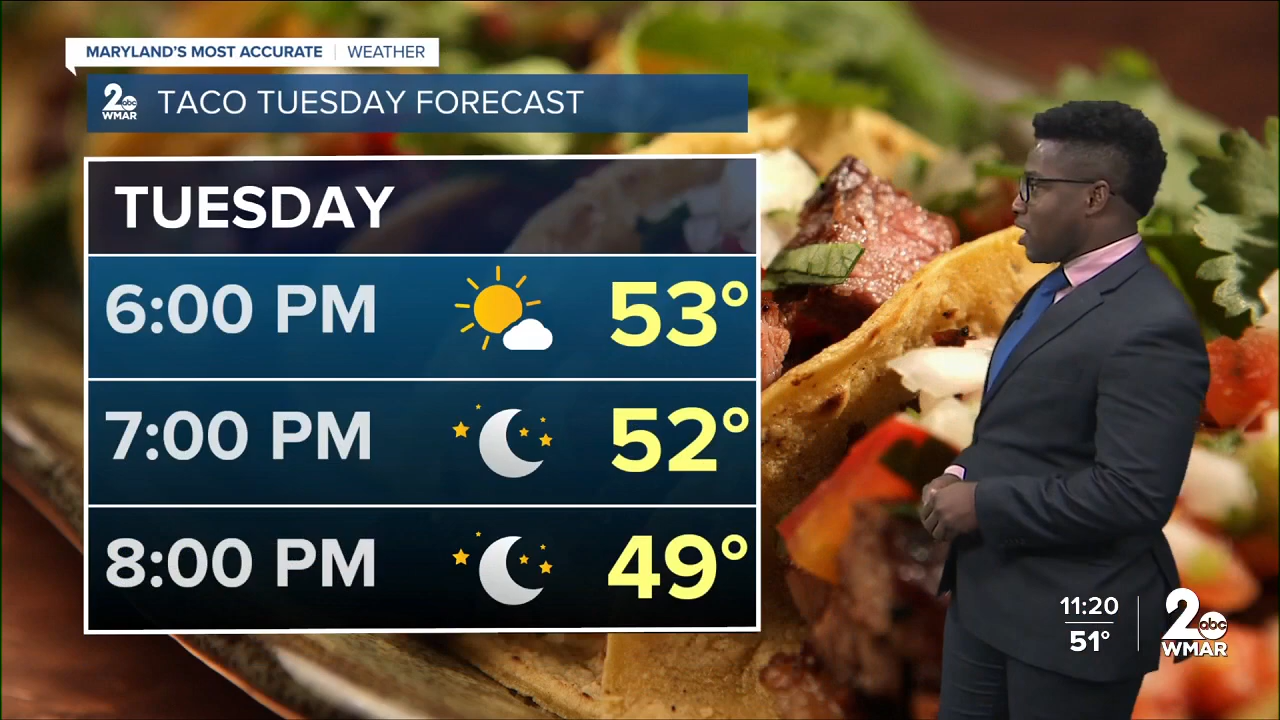 MARYLAND'S MOST ACCURATE | WEATHER
2 abc WMAR TACO TUESDAY FORECAST
TUESDAY
6:00 PM 53°
7:00 PM 52°
8:00 PM 49°
11:20
51°
2 abc
WMAR